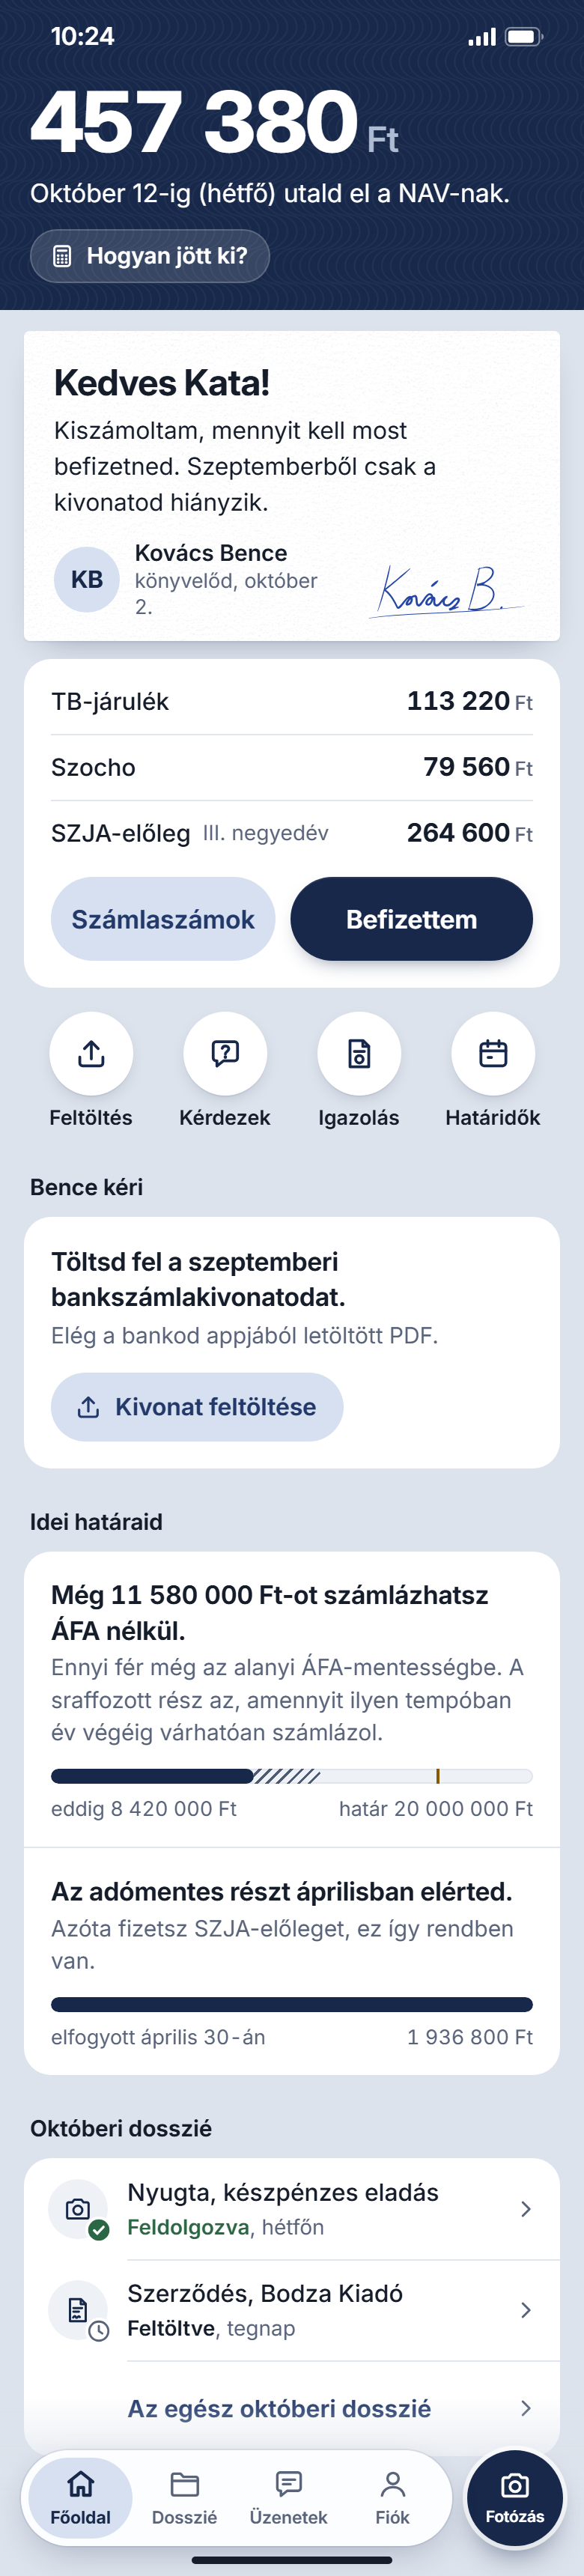 10:24
457 380 Ft
Október 12-ig (hétfő) utald el a NAV-nak.
Hogyan jött ki?
Kedves Kata!
Kiszámoltam, mennyit kell most
befizetned. Szeptemberből csak a
kivonatod hiányzik.
KB
Kovács Bence
könyvelőd, október
2.
Kovács B.
TB-járulék 113 220 Ft
Szocho 79 560 Ft
SZJA-előleg III. negyedév 264 600 Ft
Számlaszámok Befizettem
Feltöltés Kérdezek Igazolás Határidők
Bence kéri
Töltsd fel a szeptemberi
bankszámlakivonatodat.
Elég a bankod appjából letöltött PDF.
Kivonat feltöltése
Idei határaid
Még 11 580 000 Ft-ot számlázhatsz
ÁFA nélkül.
Ennyi fér még az alanyi ÁFA-mentességbe. A
sraffozott rész az, amennyit ilyen tempóban
év végéig várhatóan számlázol.
eddig 8 420 000 Ft határ 20 000 000 Ft
Az adómentes részt áprilisban elérted.
Azóta fizetsz SZJA-előleget, ez így rendben
van.
elfogyott április 30-án 1 936 800 Ft
Októberi dosszié
Nyugta, készpénzes eladás
Feldolgozva, hétfőn
Szerződés, Bodza Kiadó
Feltöltve, tegnap
Az egész októberi dosszié
Főoldal Dosszié Üzenetek Fiók Fotózás